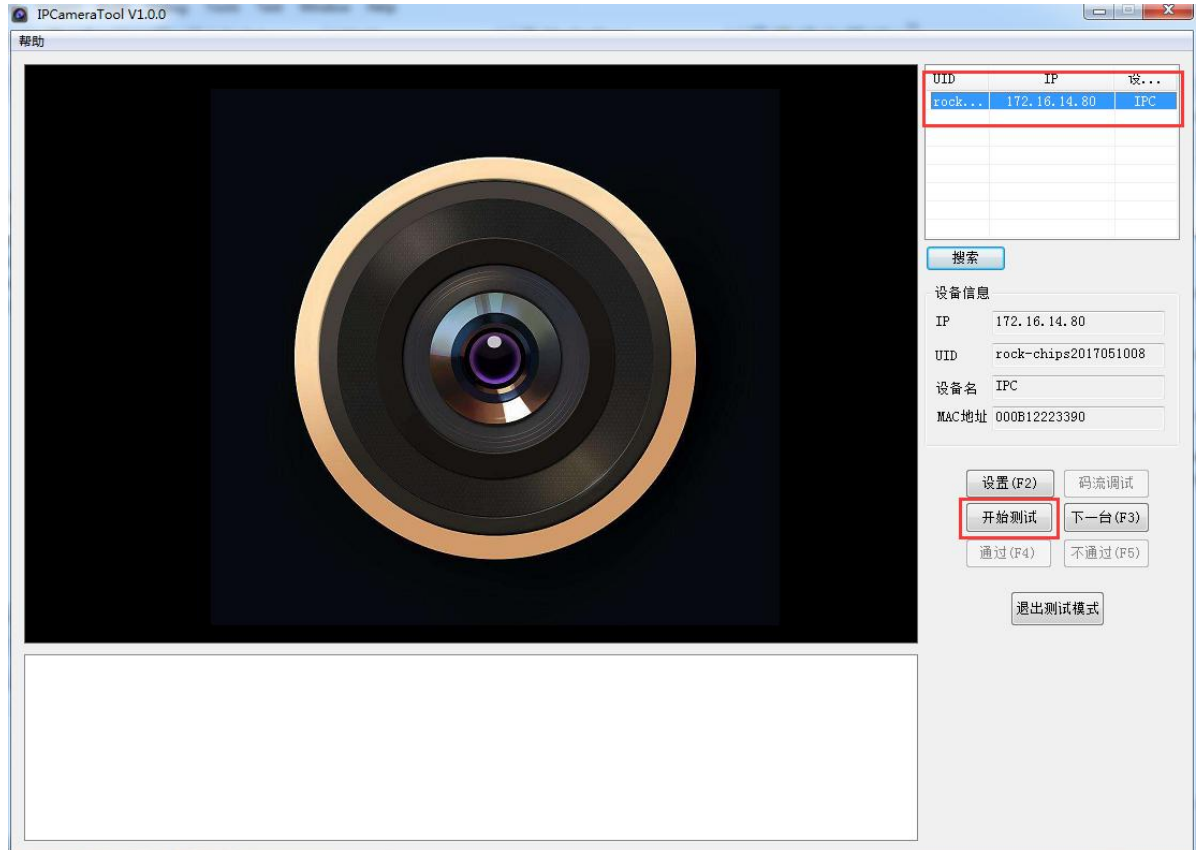 IPCameraTool V1.0.0
帮助
UID IP 设...
rock... 172.16.14.80 IPC
搜索
设备信息
IP 172.16.14.80
UID rock-chips2017051008
设备名 IPC
MAC地址 000B12223390
设置(F2) 码流调试
开始测试 下一台(F3)
通过(F4) 不通过(F5)
退出测试模式